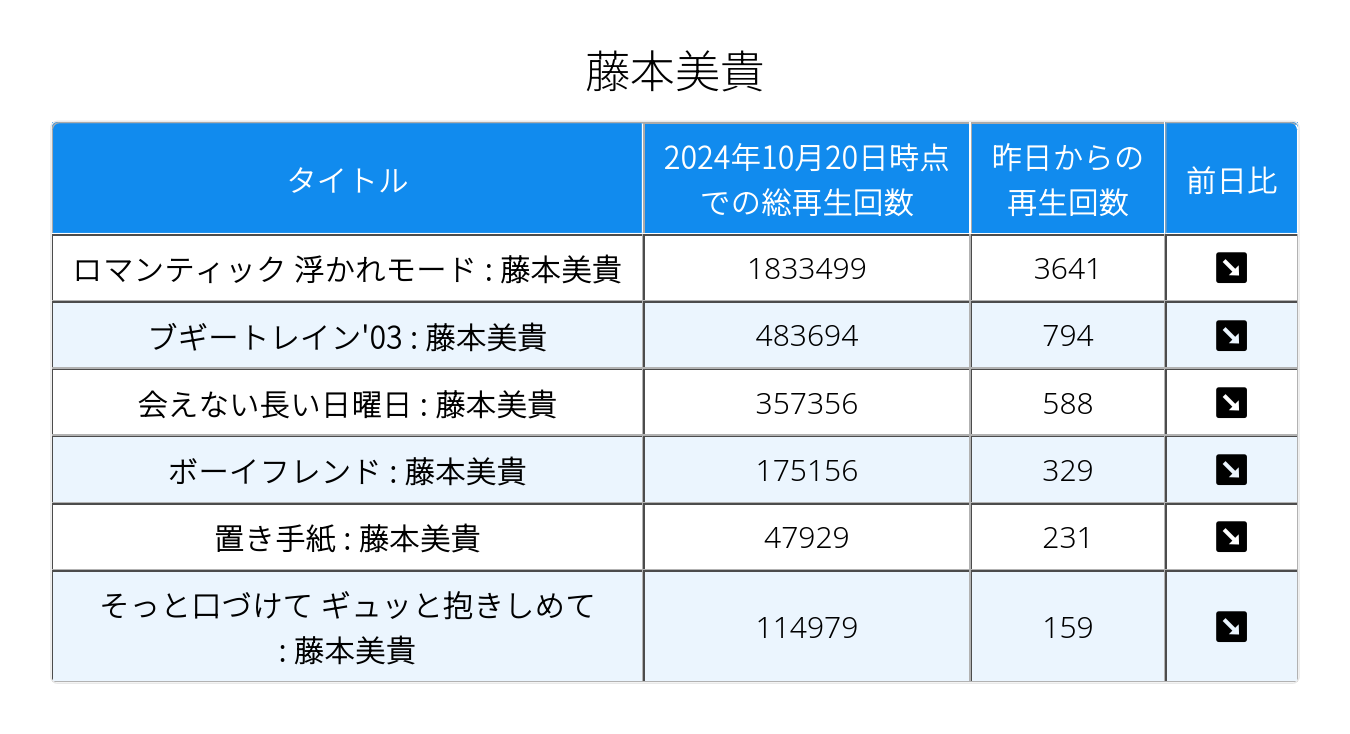 藤本美貴
タイトル
2024年10月20日時点
での総再生回数
昨日からの
再生回数
前日比
ロマンティック 浮かれモード : 藤本美貴
1833499
3641
ブギートレイン'03 : 藤本美貴
483694
794
会えない長い日曜日 : 藤本美貴
357356
588
ボーイフレンド : 藤本美貴
175156
329
置き手紙 : 藤本美貴
47929
231
そっと口づけて ギュッと抱きしめて
: 藤本美貴
114979
159